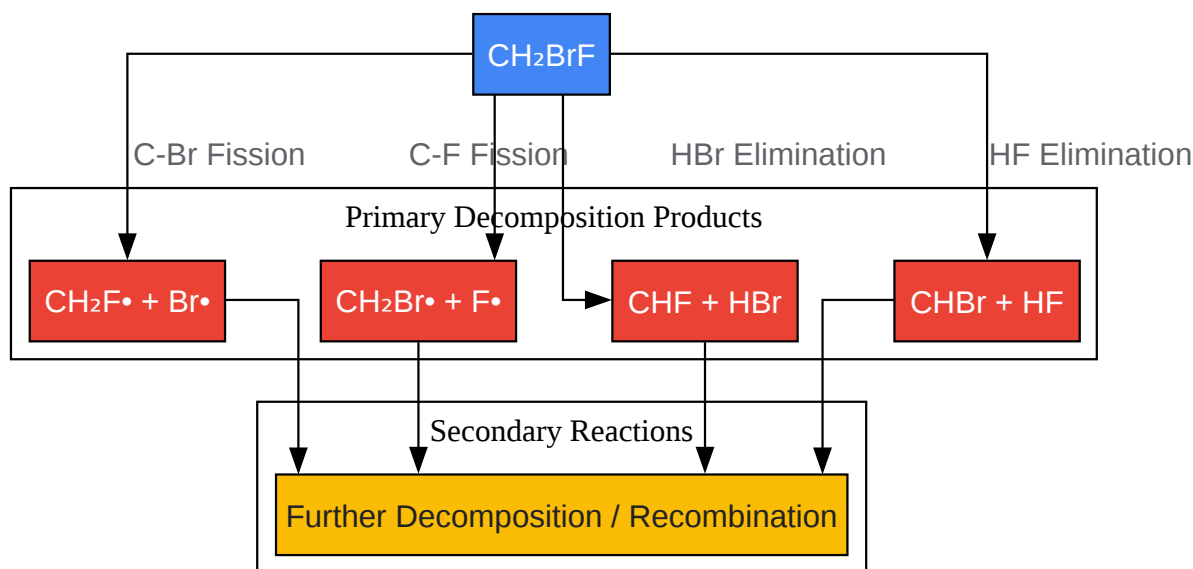 CH₂BrF
C-Br Fission
C-F Fission
HBr Elimination
HF Elimination
Primary Decomposition Products
CH₂F• + Br•
CH₂Br• + F•
CHF + HBr
CHBr + HF
Secondary Reactions
Further Decomposition / Recombination